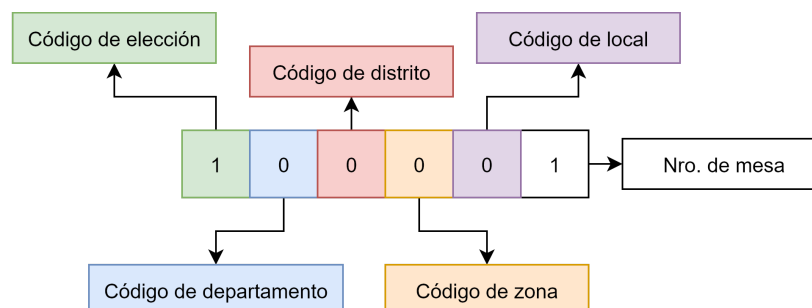 Código de elección
Código de distrito
Código de local
1 0 0 0 0 1
Nro. de mesa
Código de departamento
Código de zona